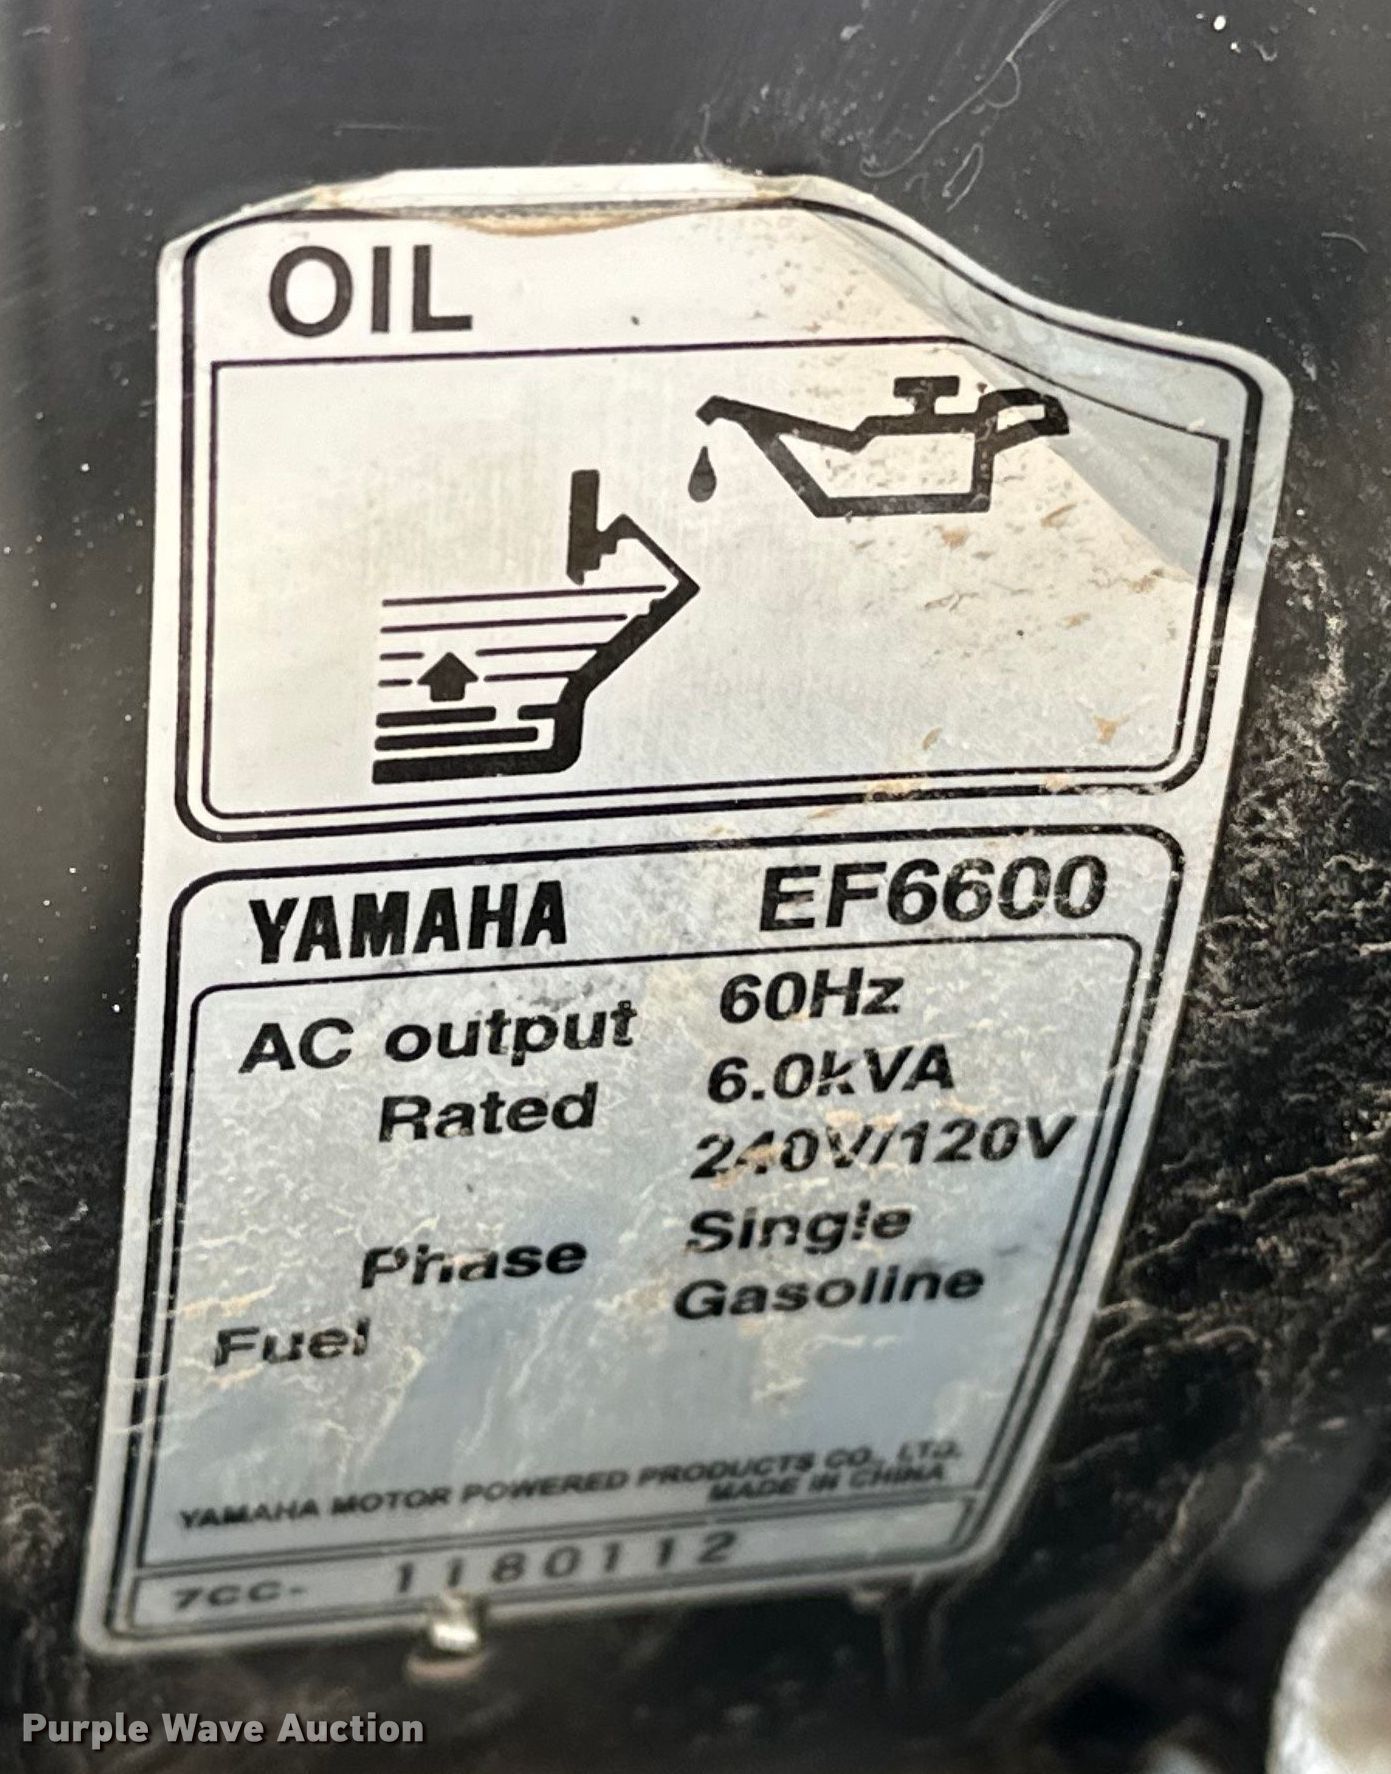 OIL
YAMAHA EF6600
AC output 60Hz
Rated 6.0kVA
240V/120V
Phase Single
Fuel Gasoline
YAMAHA MOTOR POWERED PRODUCTS CO., LTD.
MADE IN CHINA
7CC- 1180112
Purple Wave Auction